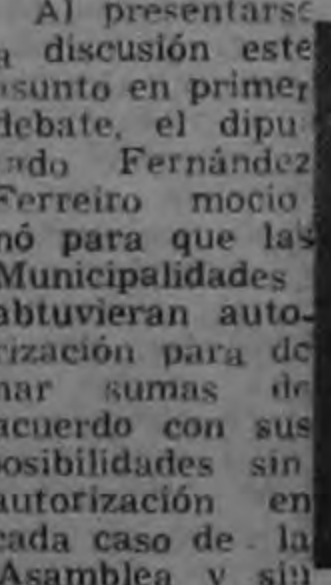 Al presentarse
a discusión este
asunto en primer
debate, el dipu
tado Fernández
Ferreiro mocio
nó para que las
Municipalidades
abtuvieran auto-
rización para do
nar sumas de
acuerdo con sus
posibilidades sin
autorización en
cada caso de la
Asamblea y sin